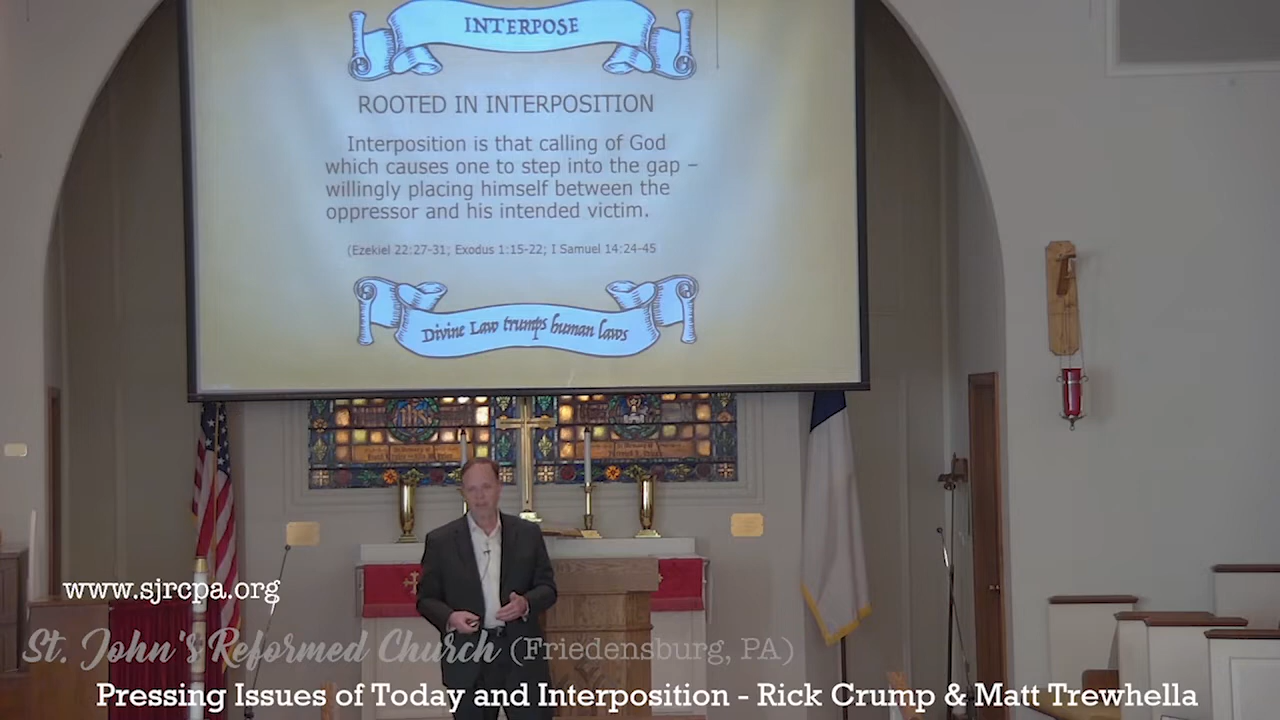 INTERPOSE
ROOTED IN INTERPOSITION
Interposition is that calling of God
which causes one to step into the gap –
willingly placing himself between the
oppressor and his intended victim.
(Ezekiel 22:27-31; Exodus 1:15-22; I Samuel 14:24-45
Divine Law trumps human laws
www.sjrcpa.org
St. John's Reformed Church (Friedensburg, PA)
Pressing Issues of Today and Interposition - Rick Crump & Matt Trewhella